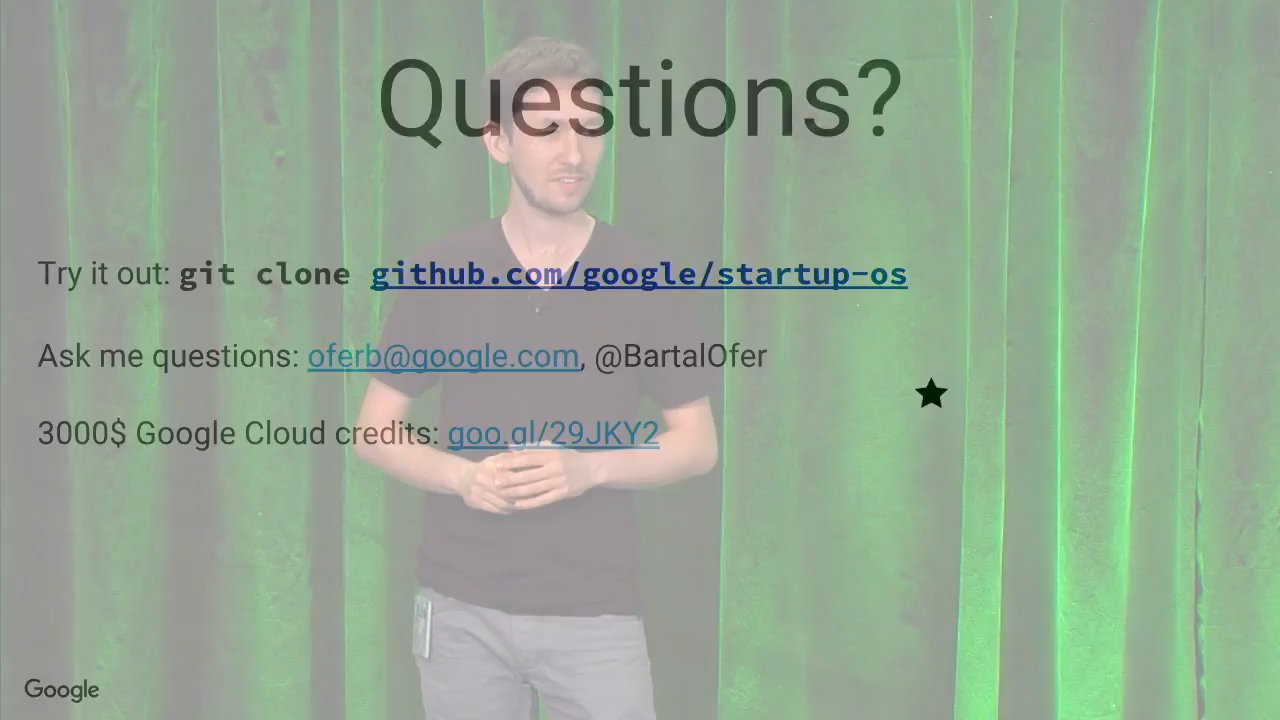 Questions?
Try it out: git clone github.com/google/startup-os
Ask me questions: oferb@google.com, @BartalOfer
3000$ Google Cloud credits: goo.gl/29JKY2
Google